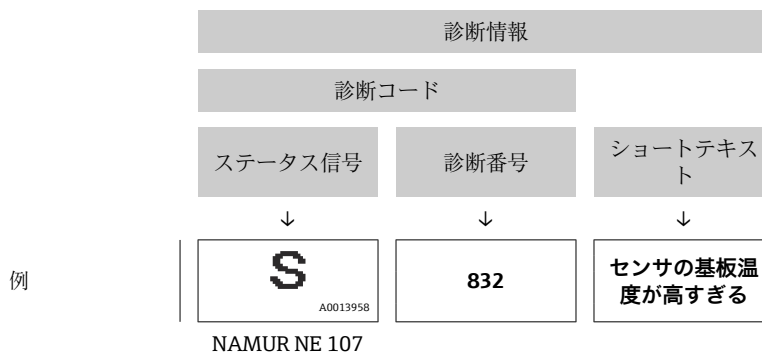 診断情報
診断コード
ステータス信号 診断番号 ショートテキス
ト
↓ ↓ ↓
例 S 832 センサの基板温
度が高すぎる
A0013958
NAMUR NE 107